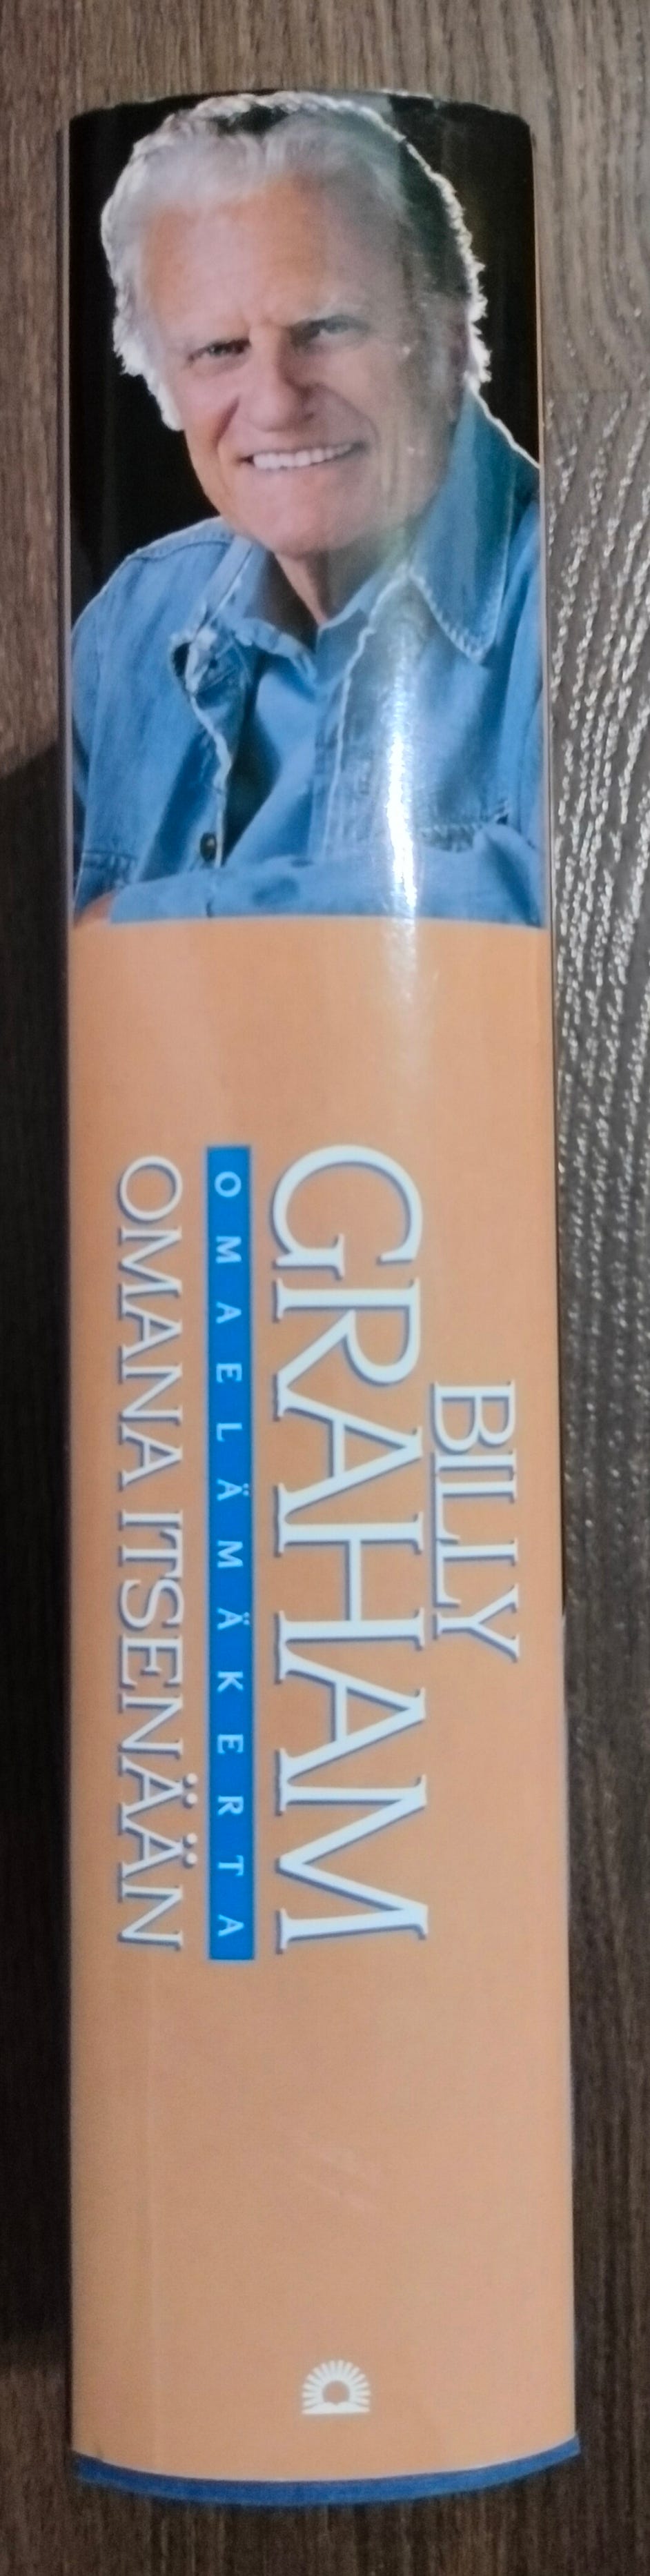 BILLY
GRAHAM
OMAELÄMÄKERTA
OMANA ITSENÄÄN